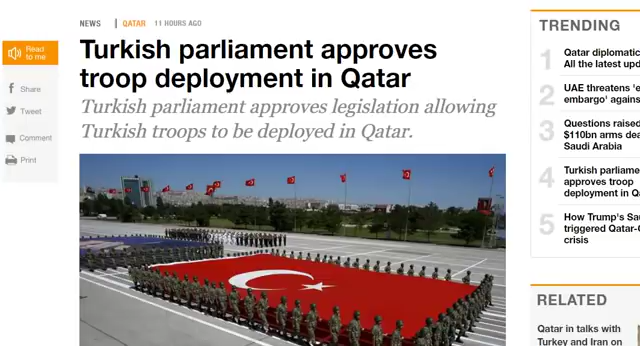 NEWS | QATAR 11 HOURS AGO
Turkish parliament approves
troop deployment in Qatar
Turkish parliament approves legislation allowing
Turkish troops to be deployed in Qatar.
Read
to me
Share
Tweet
Comment
Print
TRENDING
1 Qatar diplomatic
All the latest upd
2 UAE threatens 'e
embargo' agains
3 Questions raised
$110bn arms dea
Saudi Arabia
4 Turkish parliame
approves troop
deployment in Qa
5 How Trump's Sau
triggered Qatar-G
crisis
RELATED
Qatar in talks with
Turkey and Iran on